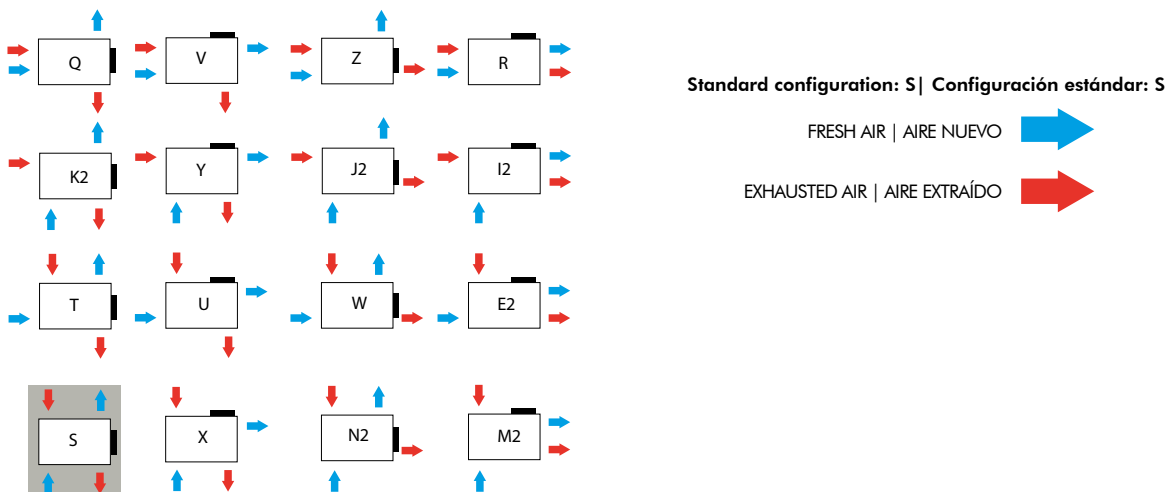 Q V Z R
Standard configuration: S| Configuración estándar: S
FRESH AIR | AIRE NUEVO
K2 Y J2 I2
EXHAUSTED AIR | AIRE EXTRAÍDO
T U W E2
S X N2 M2